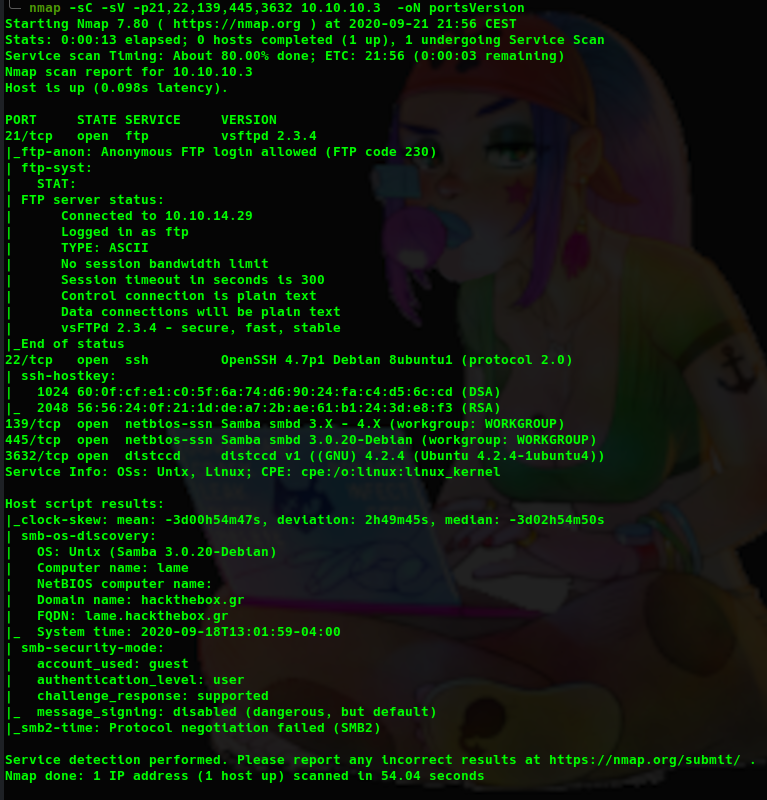 nmap -sC -sV -p21,22,139,445,3632 10.10.10.3  -oN portsVersion
Starting Nmap 7.80 ( https://nmap.org ) at 2020-09-21 21:56 CEST
Stats: 0:00:13 elapsed; 0 hosts completed (1 up), 1 undergoing Service Scan
Service scan Timing: About 80.00% done; ETC: 21:56 (0:00:03 remaining)
Nmap scan report for 10.10.10.3
Host is up (0.098s latency).

PORT     STATE SERVICE     VERSION
21/tcp   open  ftp         vsftpd 2.3.4
|_ftp-anon: Anonymous FTP login allowed (FTP code 230)
| ftp-syst:
|   STAT:
| FTP server status:
|      Connected to 10.10.14.29
|      Logged in as ftp
|      TYPE: ASCII
|      No session bandwidth limit
|      Session timeout in seconds is 300
|      Control connection is plain text
|      Data connections will be plain text
|      vsFTPd 2.3.4 - secure, fast, stable
|_End of status
22/tcp   open  ssh         OpenSSH 4.7p1 Debian 8ubuntu1 (protocol 2.0)
| ssh-hostkey:
|   1024 60:0f:cf:e1:c0:5f:6a:74:d6:90:24:fa:c4:d5:6c:cd (DSA)
|_  2048 56:56:24:0f:21:1d:de:a7:2b:ae:61:b1:24:3d:e8:f3 (RSA)
139/tcp  open  netbios-ssn Samba smbd 3.X - 4.X (workgroup: WORKGROUP)
445/tcp  open  netbios-ssn Samba smbd 3.0.20-Debian (workgroup: WORKGROUP)
3632/tcp open  distccd     distccd v1 ((GNU) 4.2.4 (Ubuntu 4.2.4-1ubuntu4))
Service Info: OSs: Unix, Linux; CPE: cpe:/o:linux:linux_kernel

Host script results:
|_clock-skew: mean: -3d00h54m47s, deviation: 2h49m45s, median: -3d02h54m50s
| smb-os-discovery:
|   OS: Unix (Samba 3.0.20-Debian)
|   Computer name: lame
|   NetBIOS computer name:
|   Domain name: hackthebox.gr
|   FQDN: lame.hackthebox.gr
|_  System time: 2020-09-18T13:01:59-04:00
| smb-security-mode:
|   account_used: guest
|   authentication_level: user
|   challenge_response: supported
|_  message_signing: disabled (dangerous, but default)
|_smb2-time: Protocol negotiation failed (SMB2)

Service detection performed. Please report any incorrect results at https://nmap.org/submit/ .
Nmap done: 1 IP address (1 host up) scanned in 54.04 seconds